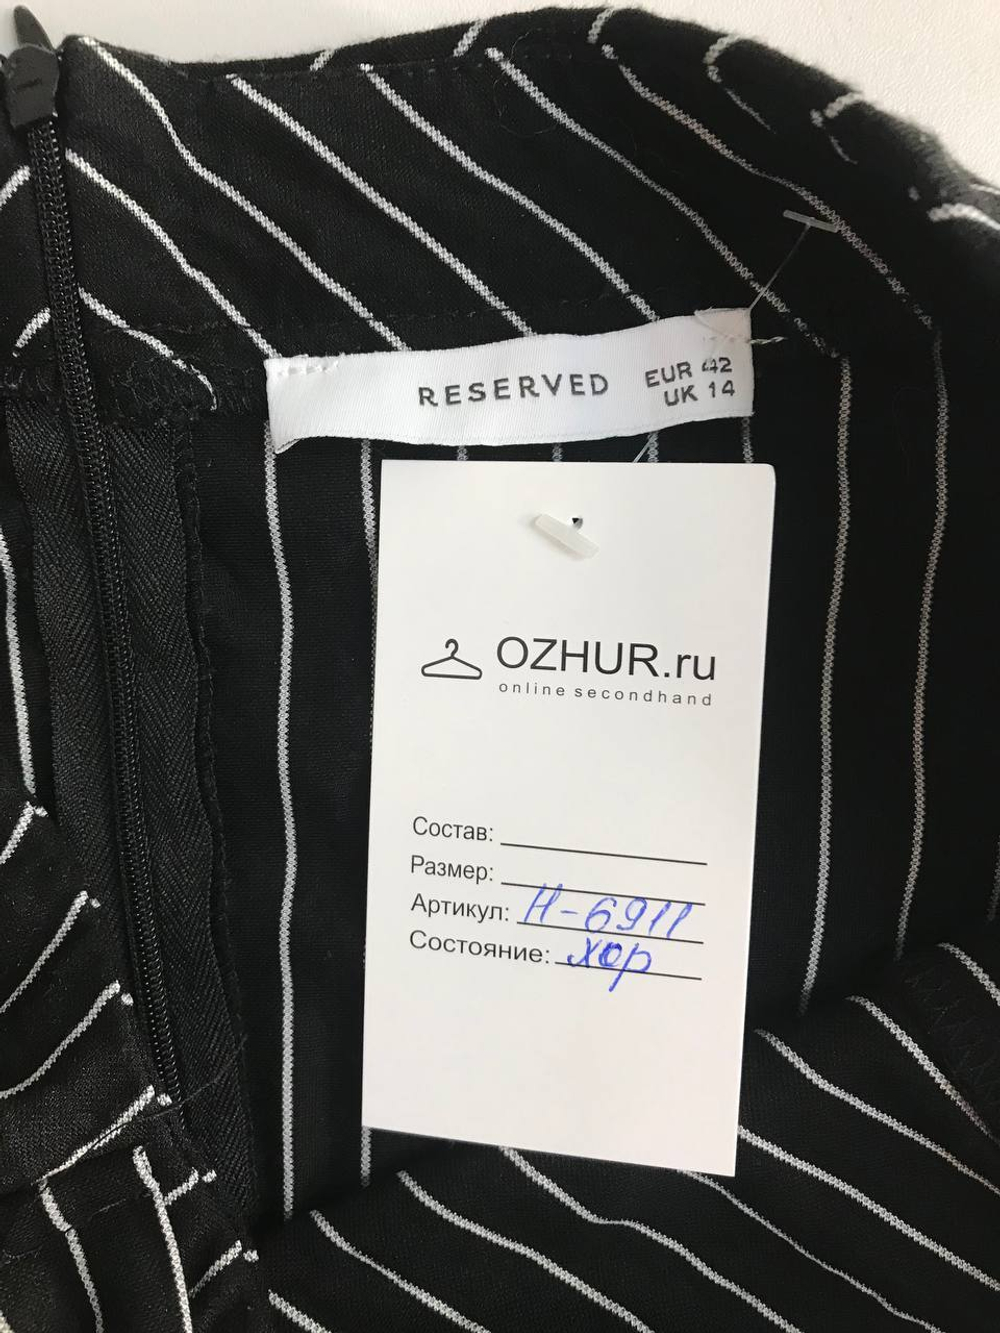 RESERVED
EUR 42
UK 14
OZHUR.ru
online secondhand
Состав:
Размер:
Артикул: Н-6911
Состояние: хор